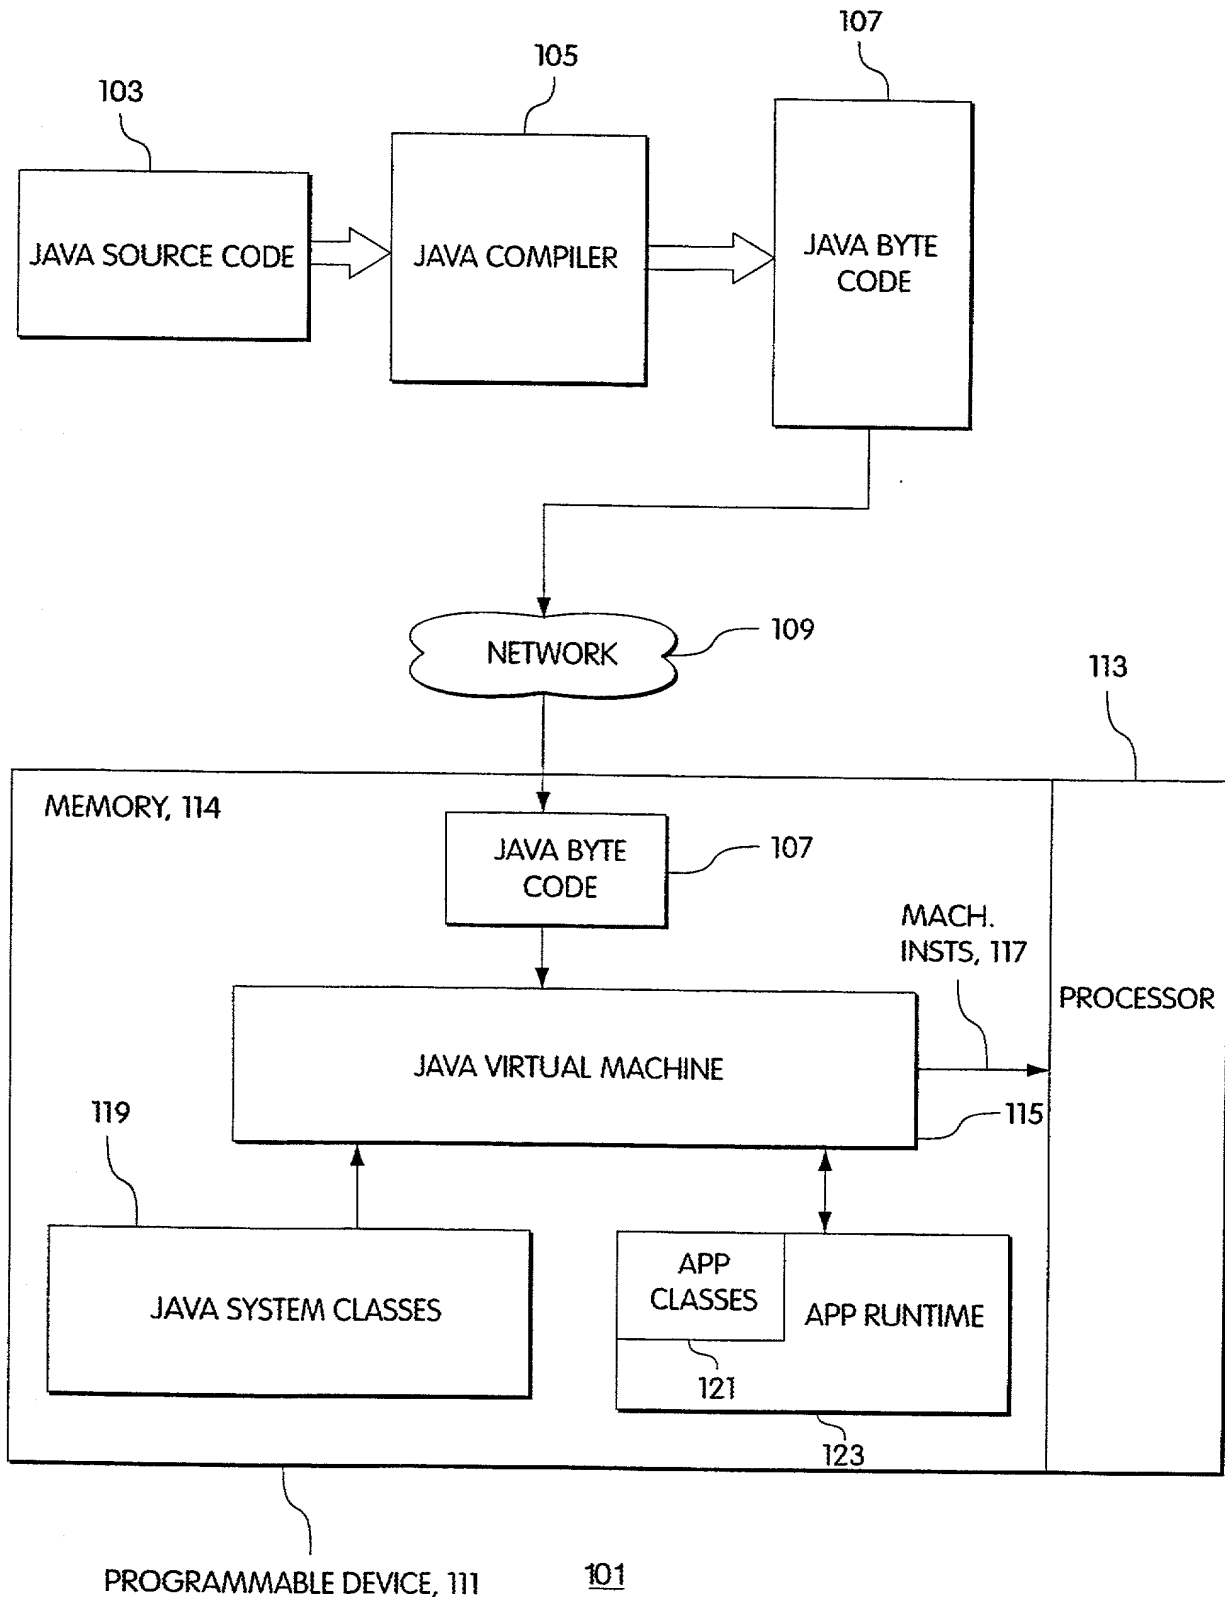 107
105
103
JAVA SOURCE CODE
JAVA COMPILER
JAVA BYTE
CODE
NETWORK
109
113
MEMORY, 114
JAVA BYTE
CODE
107
MACH.
INSTS, 117
PROCESSOR
JAVA VIRTUAL MACHINE
115
119
JAVA SYSTEM CLASSES
APP
CLASSES
APP RUNTIME
121
123
PROGRAMMABLE DEVICE, 111
101